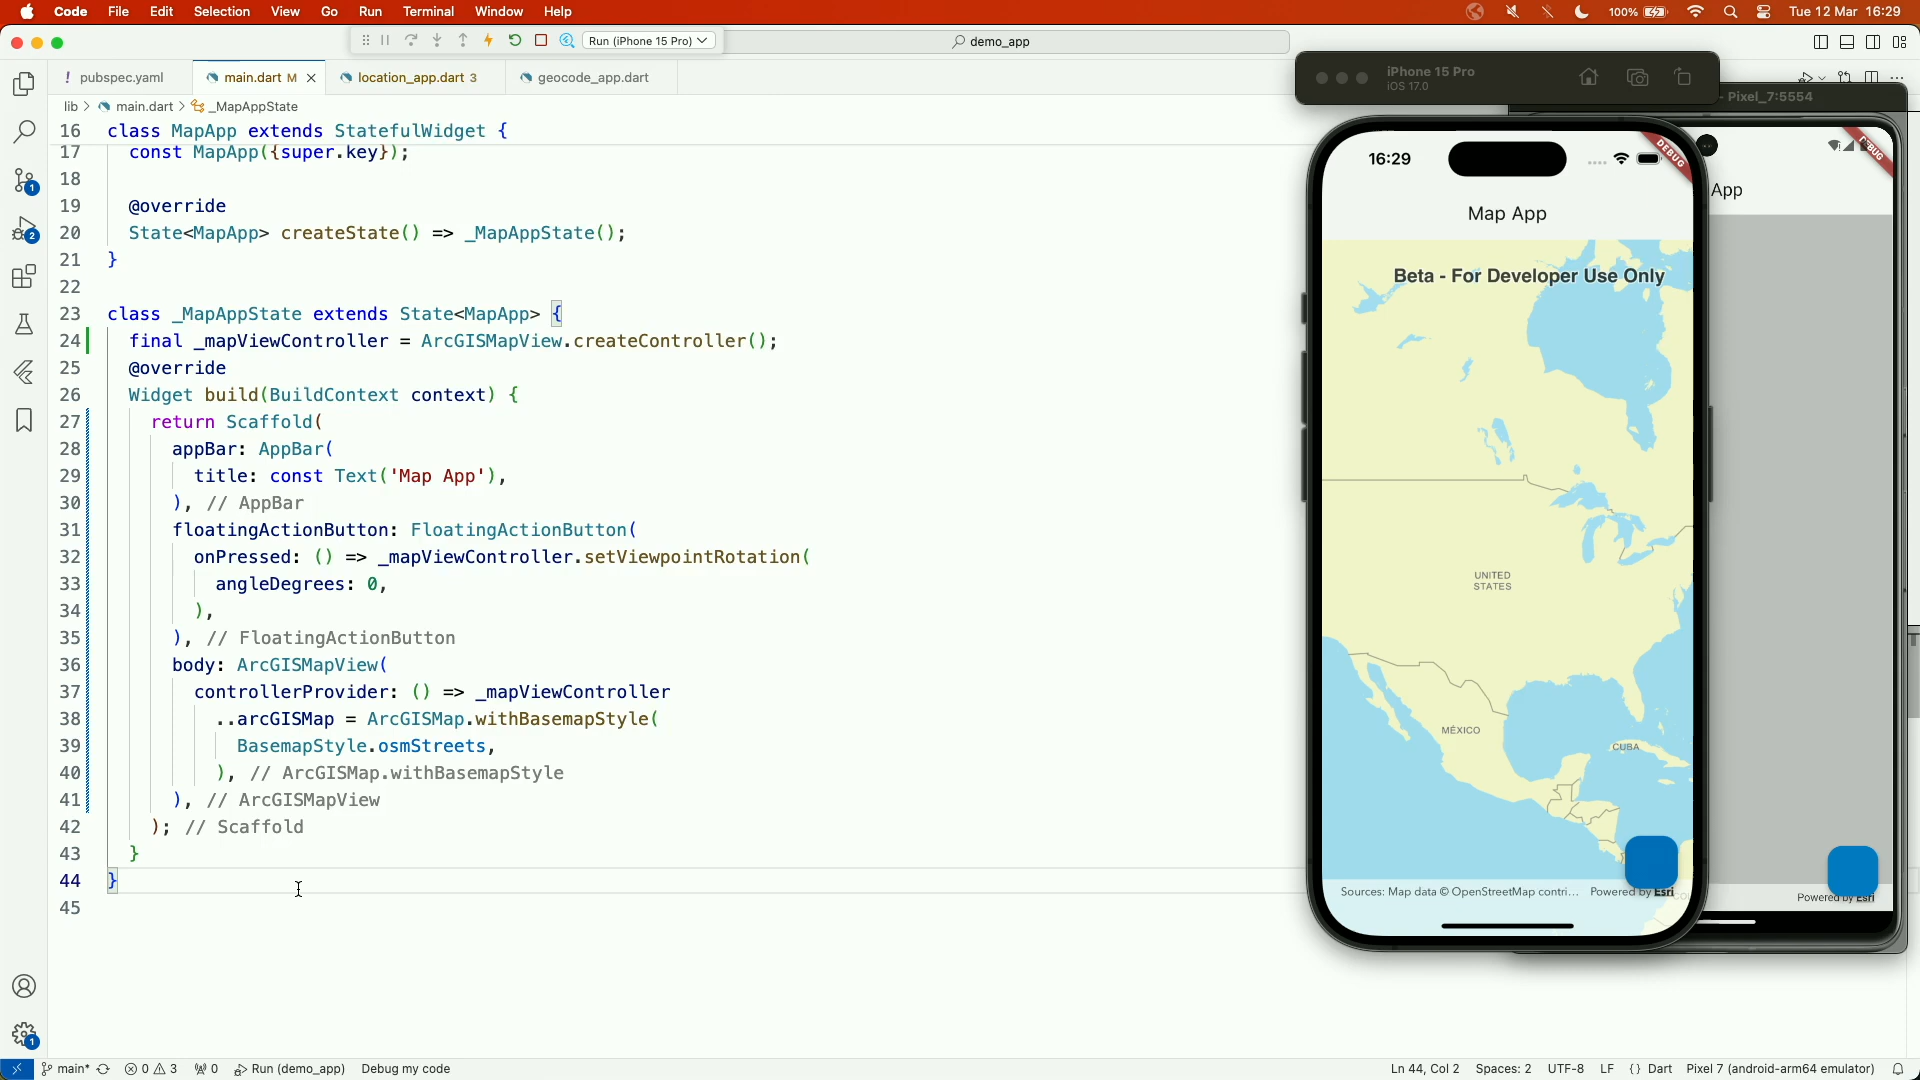 Code File Edit Selection View Go Run Terminal Window Help
100% Tue 12 Mar 16:29
Run (iPhone 15 Pro)
demo_app
! pubspec.yaml
main.dart M
location_app.dart 3
geocode_app.dart
lib > main.dart > _MapAppState
16 class MapApp extends StatefulWidget {
17 const MapApp({super.key});
18
19 @override
20 State<MapApp> createState() => _MapAppState();
21 }
22
23 class _MapAppState extends State<MapApp> {
24 final _mapViewController = ArcGISMapView.createController();
25 @override
26 Widget build(BuildContext context) {
27 return Scaffold(
28 appBar: AppBar(
29 title: const Text('Map App'),
30 ), // AppBar
31 floatingActionButton: FloatingActionButton(
32 onPressed: () => _mapViewController.setViewpointRotation(
33 angleDegrees: 0,
34 ),
35 ), // FloatingActionButton
36 body: ArcGISMapView(
37 controllerProvider: () => _mapViewController
38 ..arcGISMap = ArcGISMap.withBasemapStyle(
39 BasemapStyle.osmStreets,
40 ), // ArcGISMap.withBasemapStyle
41 ), // ArcGISMapView
42 ); // Scaffold
43 }
44 }
45
1
2
1
iPhone 15 Pro
iOS 17.0
- Pixel_7:5554
16:29
DEBUG
Map App
Beta - For Developer Use Only
UNITED
STATES
MÉXICO
CUBA
Sources: Map data © OpenStreetMap contri... Powered by Esri
App
Powered by Esri
main* 0 3 0 Run (demo_app) Debug my code
Ln 44, Col 2 Spaces: 2 UTF-8 LF {} Dart Pixel 7 (android-arm64 emulator)